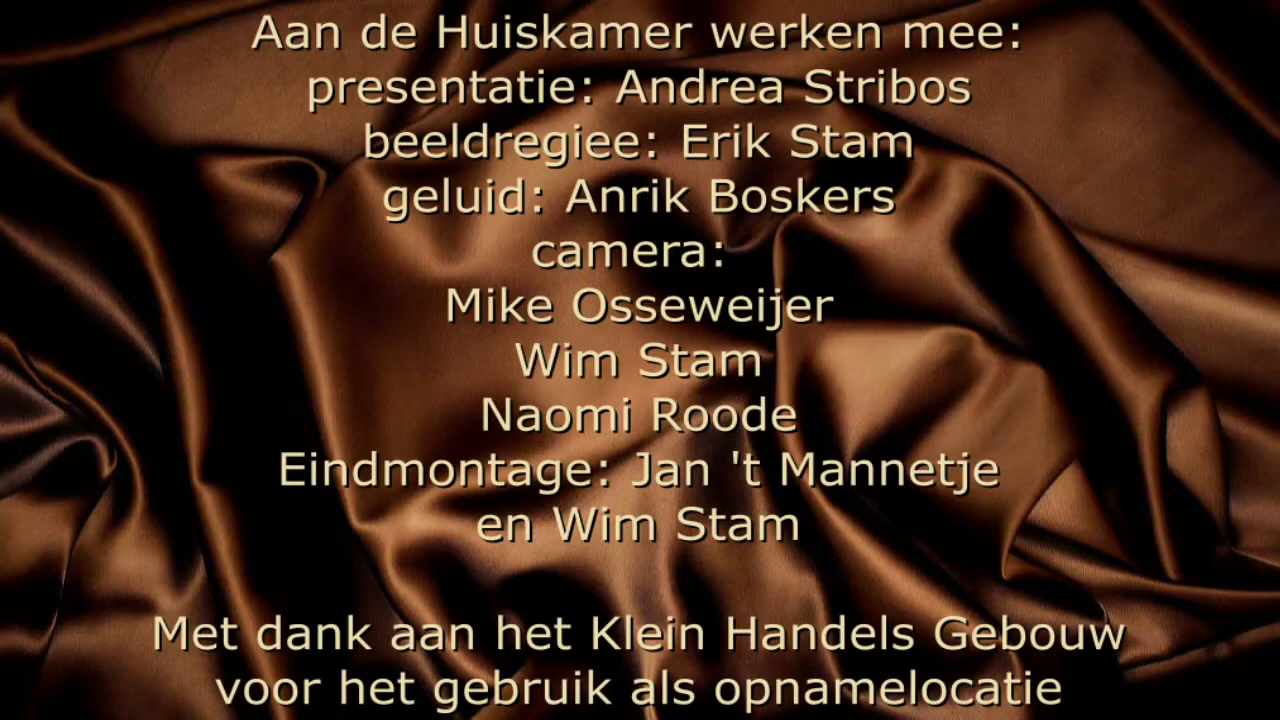 Aan de Huiskamer werken mee:
presentatie: Andrea Stribos
beeldregiee: Erik Stam
geluid: Anrik Boskers
camera:
Mike Osseweijer
Wim Stam
Naomi Roode
Eindmontage: Jan 't Mannetje
en Wim Stam
Met dank aan het Klein Handels Gebouw
voor het gebruik als opnamelocatie